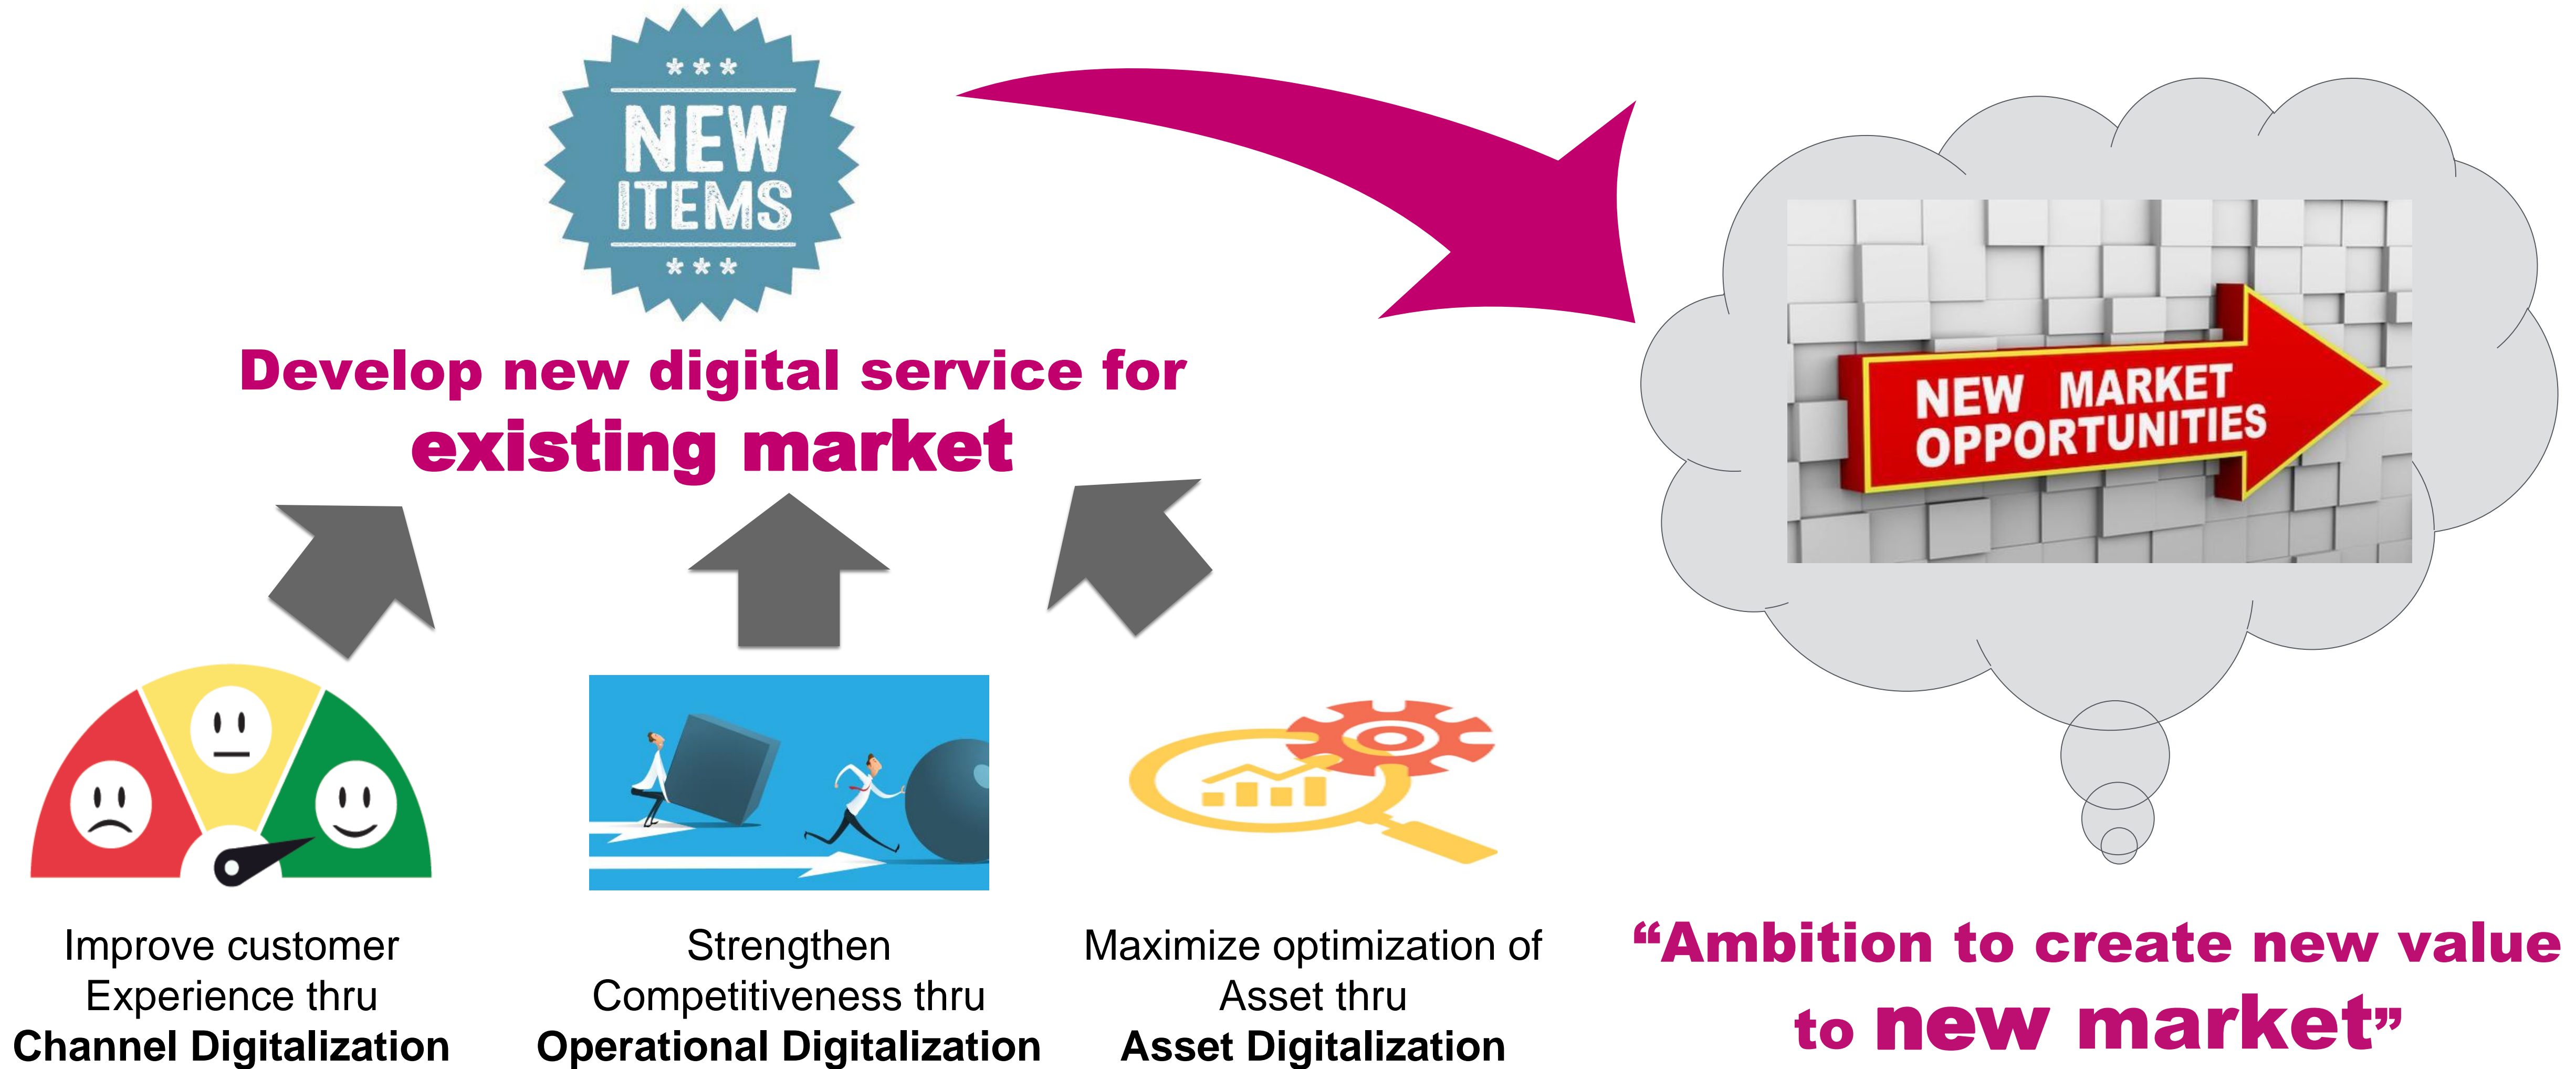 ***
NEW
ITEMS
***
Develop new digital service for
existing market
NEW MARKET
OPPORTUNITIES
Improve customer
Experience thru
Channel Digitalization
Strengthen
Competitiveness thru
Operational Digitalization
Maximize optimization of
Asset thru
Asset Digitalization
“Ambition to create new value
to new market”